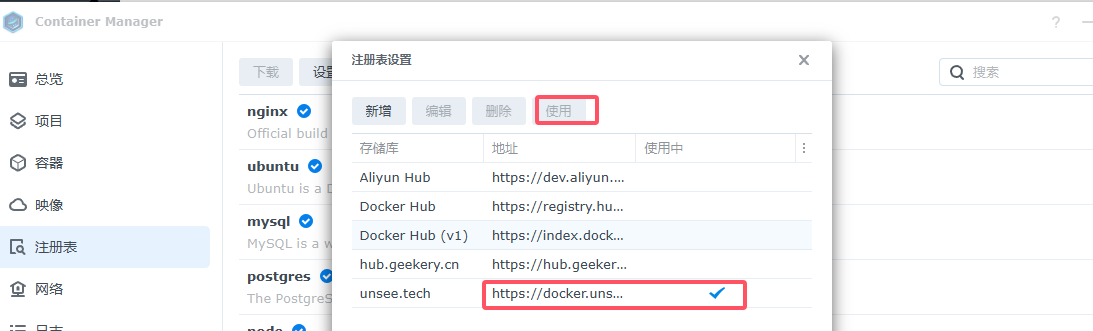 Container Manager
?
总览
项目
容器
映像
注册表
网络
下载 设置
搜索
nginx
Official build
ubuntu
Ubuntu is a
mysql
MySQL is a w
postgres
The PostgreS
注册表设置
新增 编辑 删除 使用
存储库 地址 使用中
Aliyun Hub https://dev.aliyun....
Docker Hub https://registry.hu...
Docker Hub (v1) https://index.dock...
hub.geekery.cn https://hub.geeker...
unsee.tech https://docker.uns...